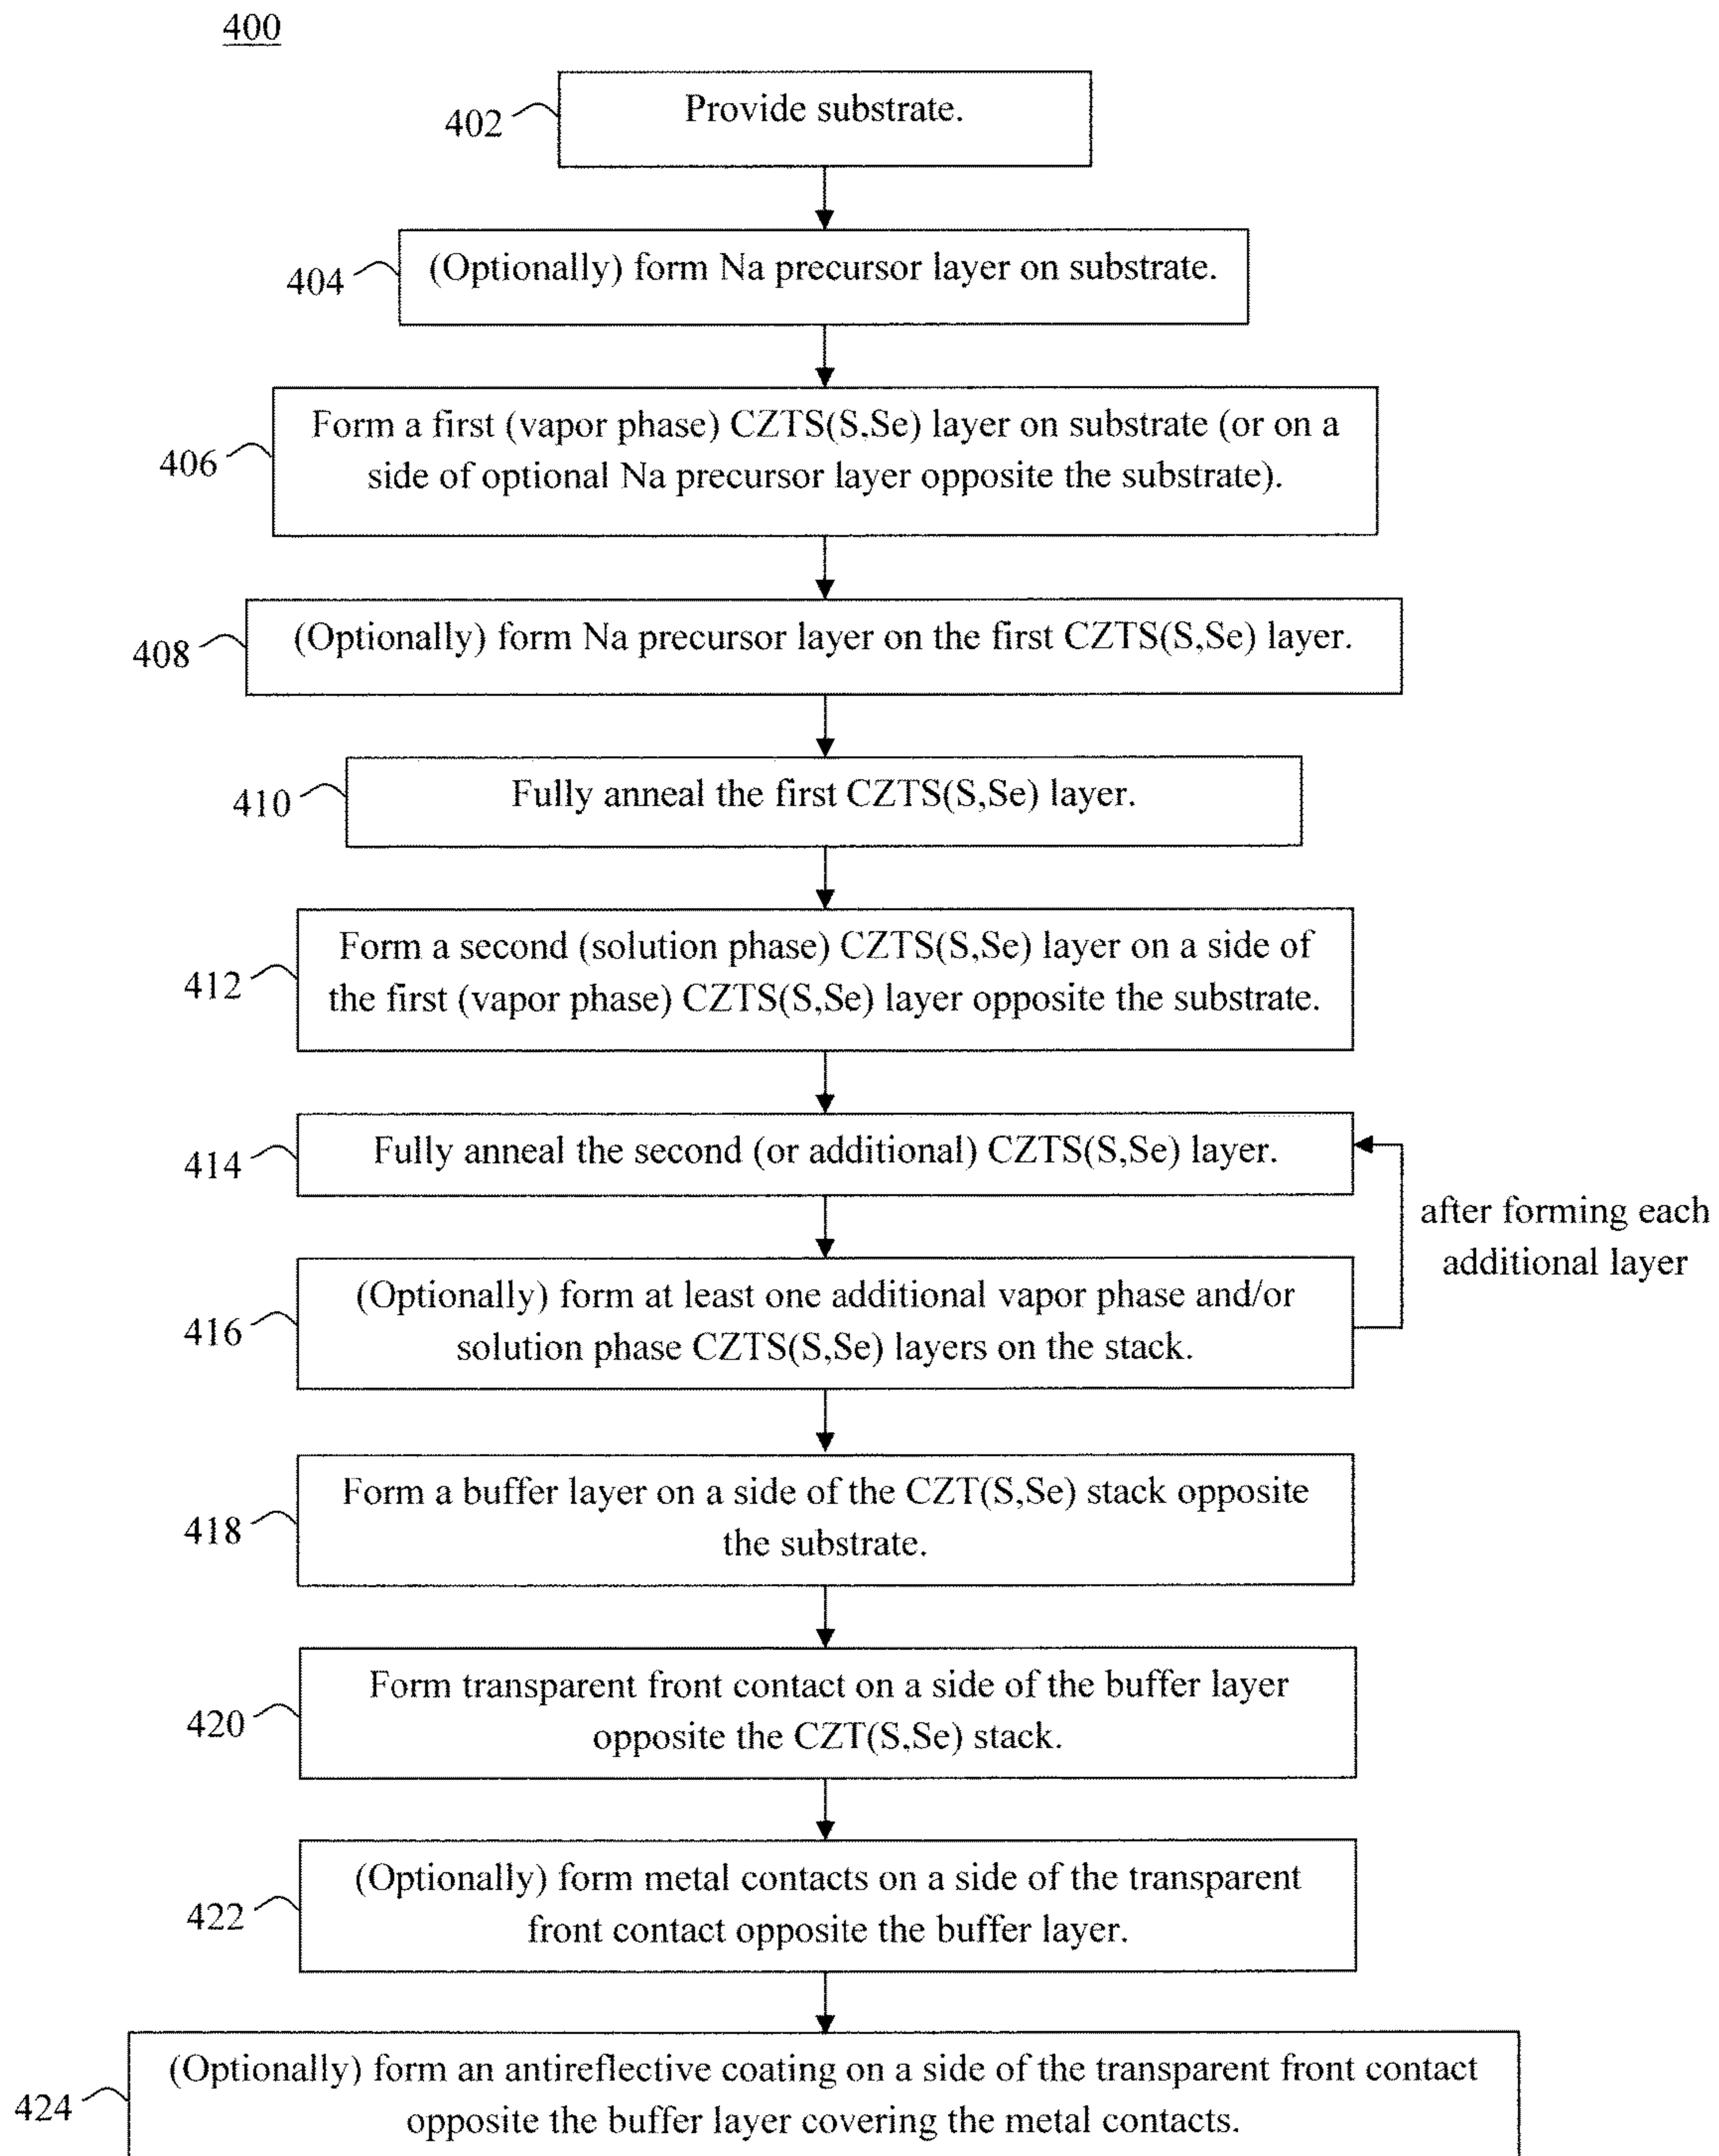 400
402
Provide substrate.
404
(Optionally) form Na precursor layer on substrate.
406
Form a first (vapor phase) CZTS(S,Se) layer on substrate (or on a
side of optional Na precursor layer opposite the substrate).
408
(Optionally) form Na precursor layer on the first CZTS(S,Se) layer.
410
Fully anneal the first CZTS(S,Se) layer.
412
Form a second (solution phase) CZTS(S,Se) layer on a side of
the first (vapor phase) CZTS(S,Se) layer opposite the substrate.
414
Fully anneal the second (or additional) CZTS(S,Se) layer.
after forming each
additional layer
416
(Optionally) form at least one additional vapor phase and/or
solution phase CZTS(S,Se) layers on the stack.
418
Form a buffer layer on a side of the CZT(S,Se) stack opposite
the substrate.
420
Form transparent front contact on a side of the buffer layer
opposite the CZT(S,Se) stack.
422
(Optionally) form metal contacts on a side of the transparent
front contact opposite the buffer layer.
424
(Optionally) form an antireflective coating on a side of the transparent front contact
opposite the buffer layer covering the metal contacts.